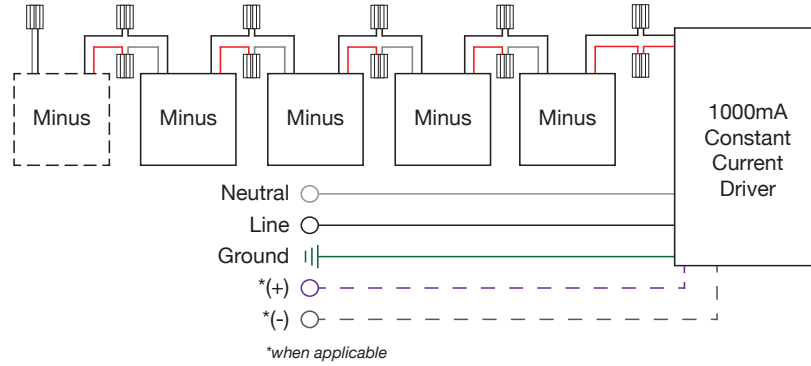 Minus
Minus
Minus
Minus
Minus
1000mA
Constant
Current
Driver
Neutral
Line
Ground
*(+)
*(-)
*when applicable